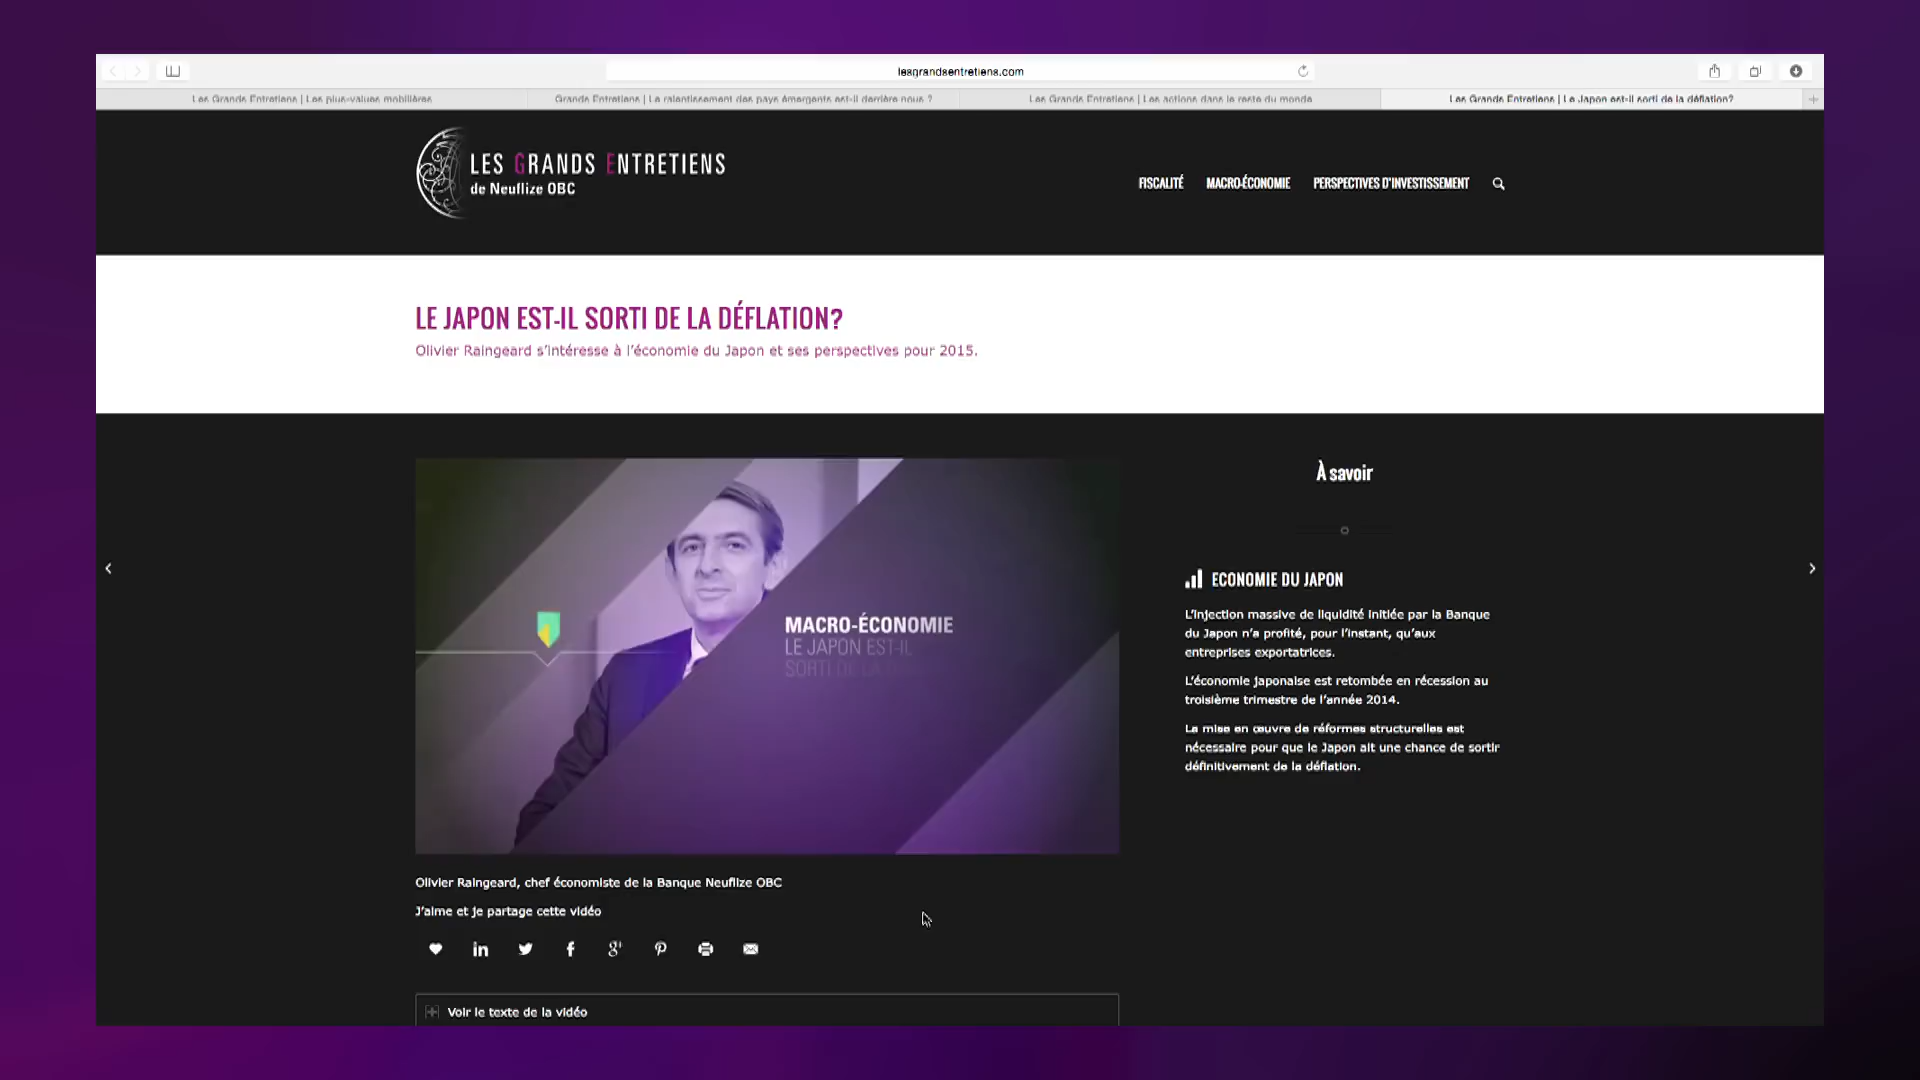 lesgrandsentretiens.com
Les Grands Entretiens | Les plus-values mobilières
Grands Entretiens | Le ralentissement des pays émergents est-il derrière nous ?
Les Grands Entretiens | Les actions dans le reste du monde
Les Grands Entretiens | Le Japon est-il sorti de la déflation?
LES GRANDS ENTRETIENS
de Neuflize OBC
FISCALITÉ
MACRO-ÉCONOMIE
PERSPECTIVES D'INVESTISSEMENT
LE JAPON EST-IL SORTI DE LA DÉFLATION?
Olivier Raingeard s'intéresse à l'économie du Japon et ses perspectives pour 2015.
MACRO-ÉCONOMIE
LE JAPON EST-IL
SORTI DE LA
À savoir
ECONOMIE DU JAPON
L'injection massive de liquidité initiée par la Banque
du Japon n'a profité, pour l'instant, qu'aux
entreprises exportatrices.
L'économie japonaise est retombée en récession au
troisième trimestre de l'année 2014.
La mise en œuvre de réformes structurelles est
nécessaire pour que le Japon ait une chance de sortir
définitivement de la déflation.
Olivier Raingeard, chef économiste de la Banque Neuflize OBC
J'aime et je partage cette vidéo
Voir le texte de la vidéo